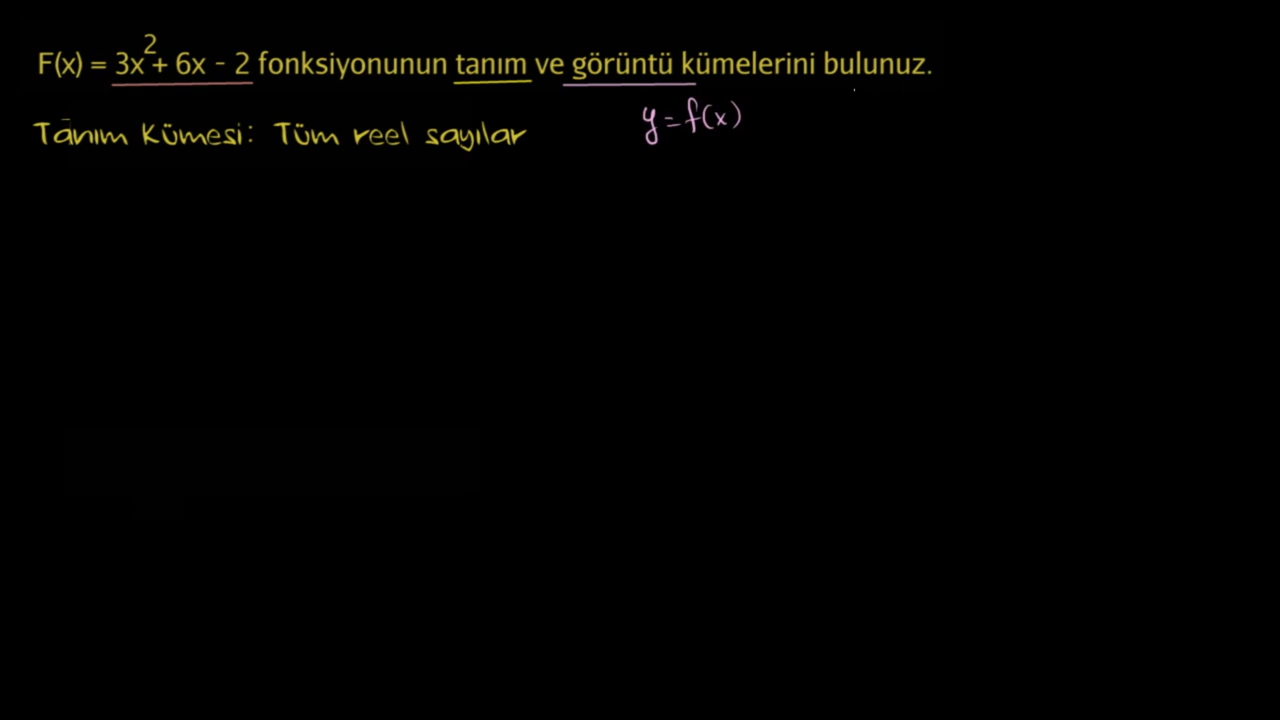 F(x) = 3x² + 6x - 2 fonksiyonunun tanım ve görüntü kümelerini bulunuz.
Tanım Kümesi: Tüm reel sayılar
y=f(x)